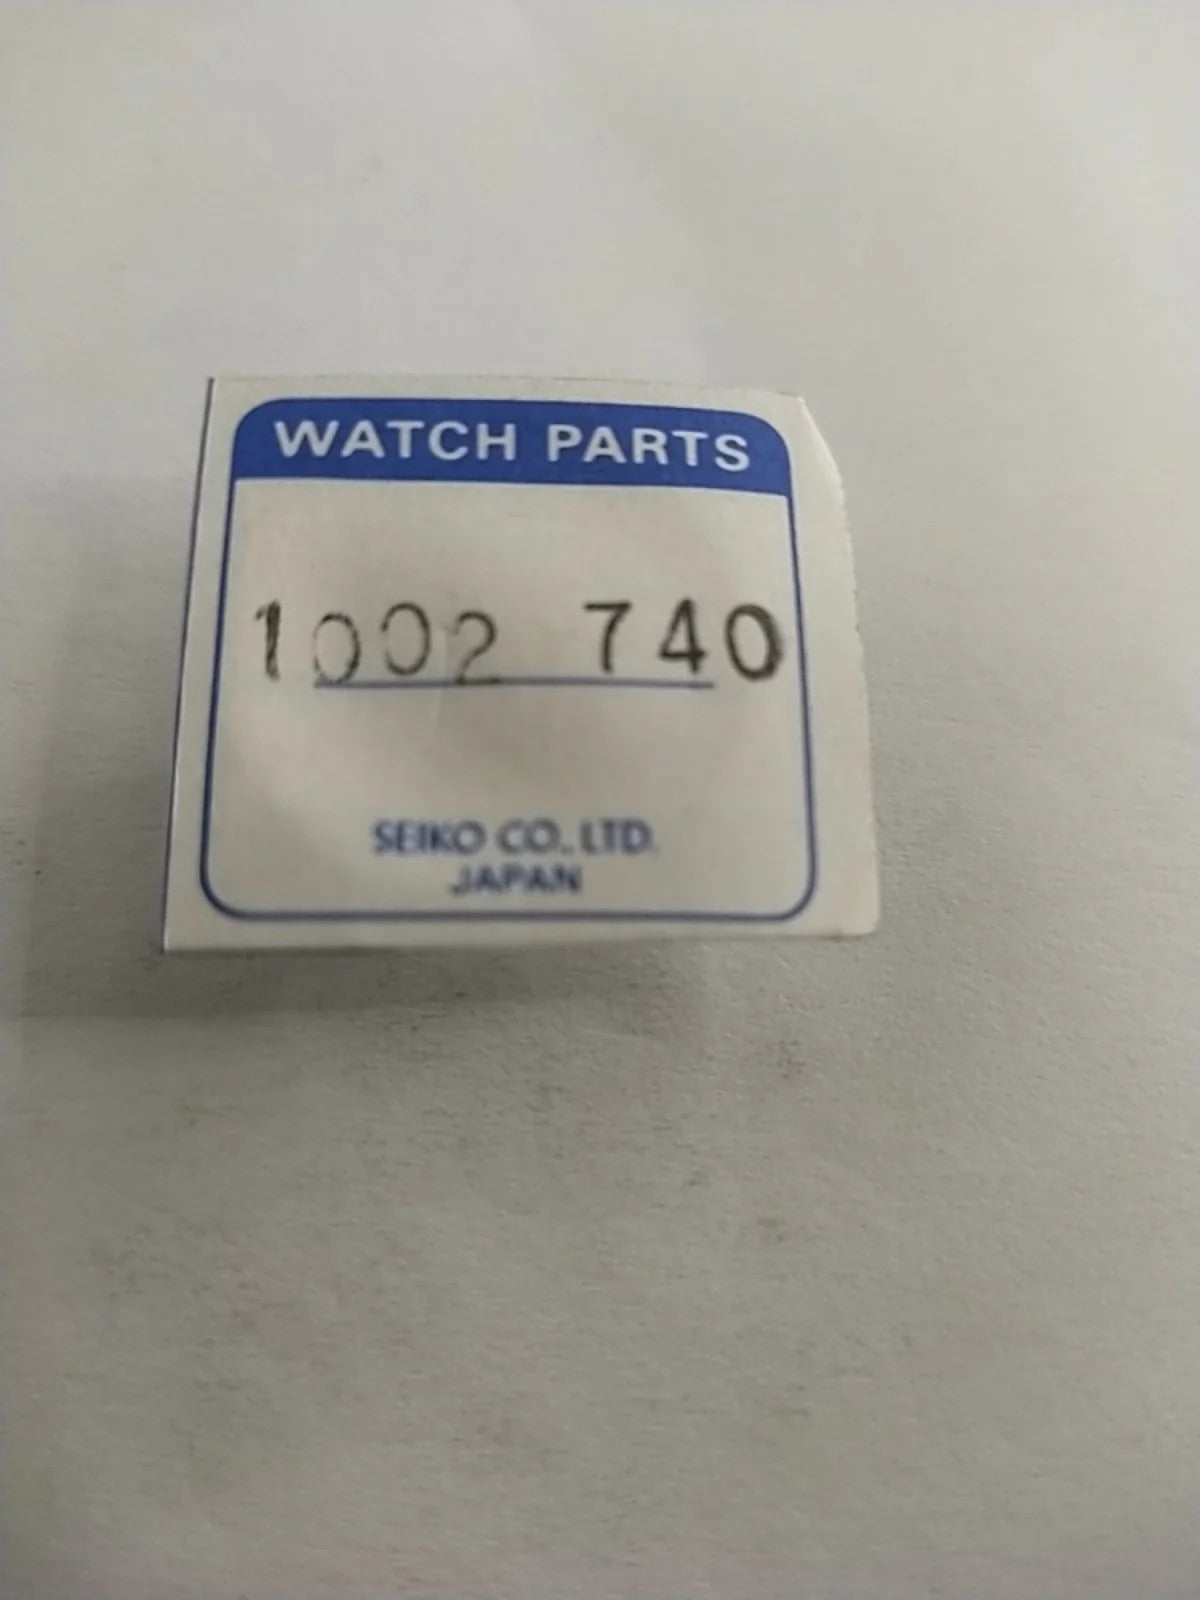 WATCH PARTS
1002 740
SEIKO CO., LTD.
JAPAN